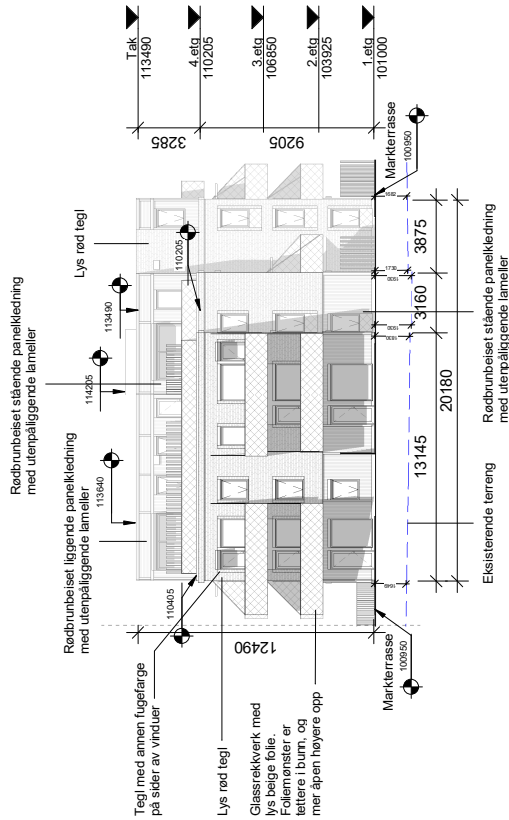 Tak
113490
4.etg
110205
3.etg
106850
2.etg
103925
1.etg
101000
3285
9205
Markterrasse
100950
Lys rød tegl
Rødbrunbeiset stående panelkledning
med utenpåliggende lameller
110205
113490
114205
113640
Rødbrunbeiset liggende panelkledning
med utenpåliggende lameller
110405
12490
Tegl med annen fugefarge
på sider av vinduer
Lys rød tegl
Glassrekkverk med
lys beige folie.
Foliemønster er
tettere i bunn, og
mer åpen høyere opp
Markterrasse
100950
3875
3160
13145
20180
Eksisterende terreng
Rødbrunbeiset stående panelkledning
med utenpåliggende lameller